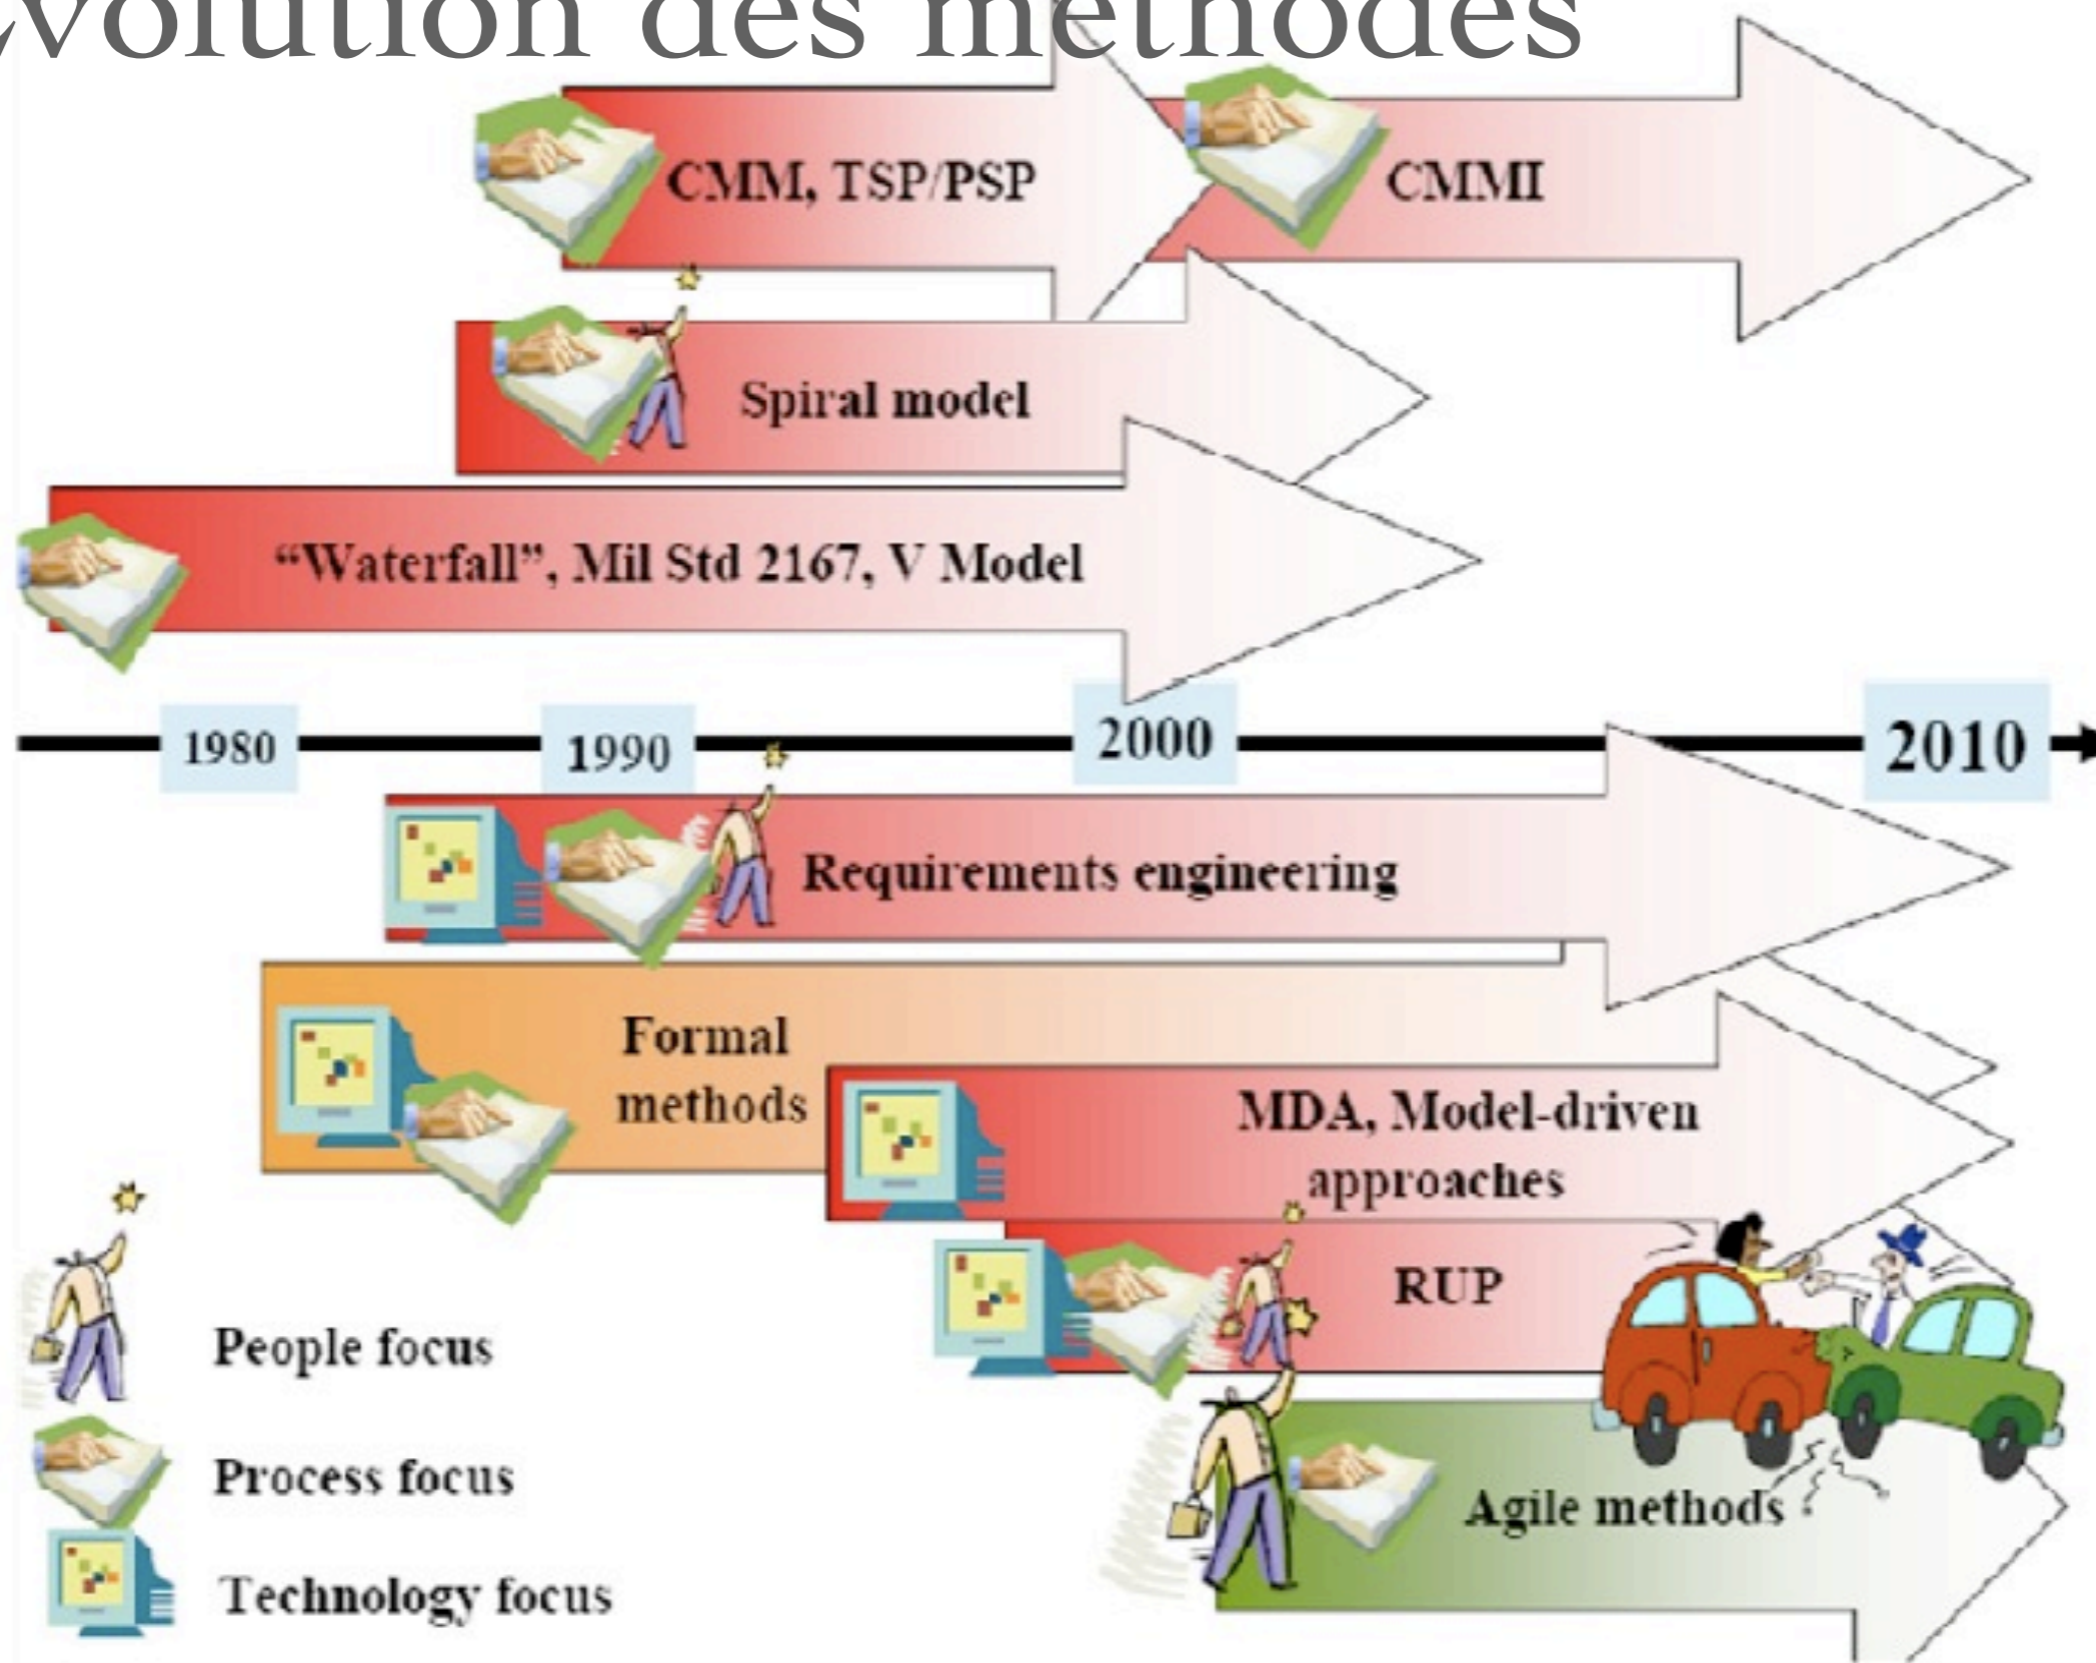 volution des méthodes
CMM, TSP/PSP
CMMI
Spiral model
“Waterfall”, Mil Std 2167, V Model
1980
1990
2000
2010
Requirements engineering
Formal
methods
MDA, Model-driven
approaches
RUP
People focus
Process focus
Agile methods
Technology focus